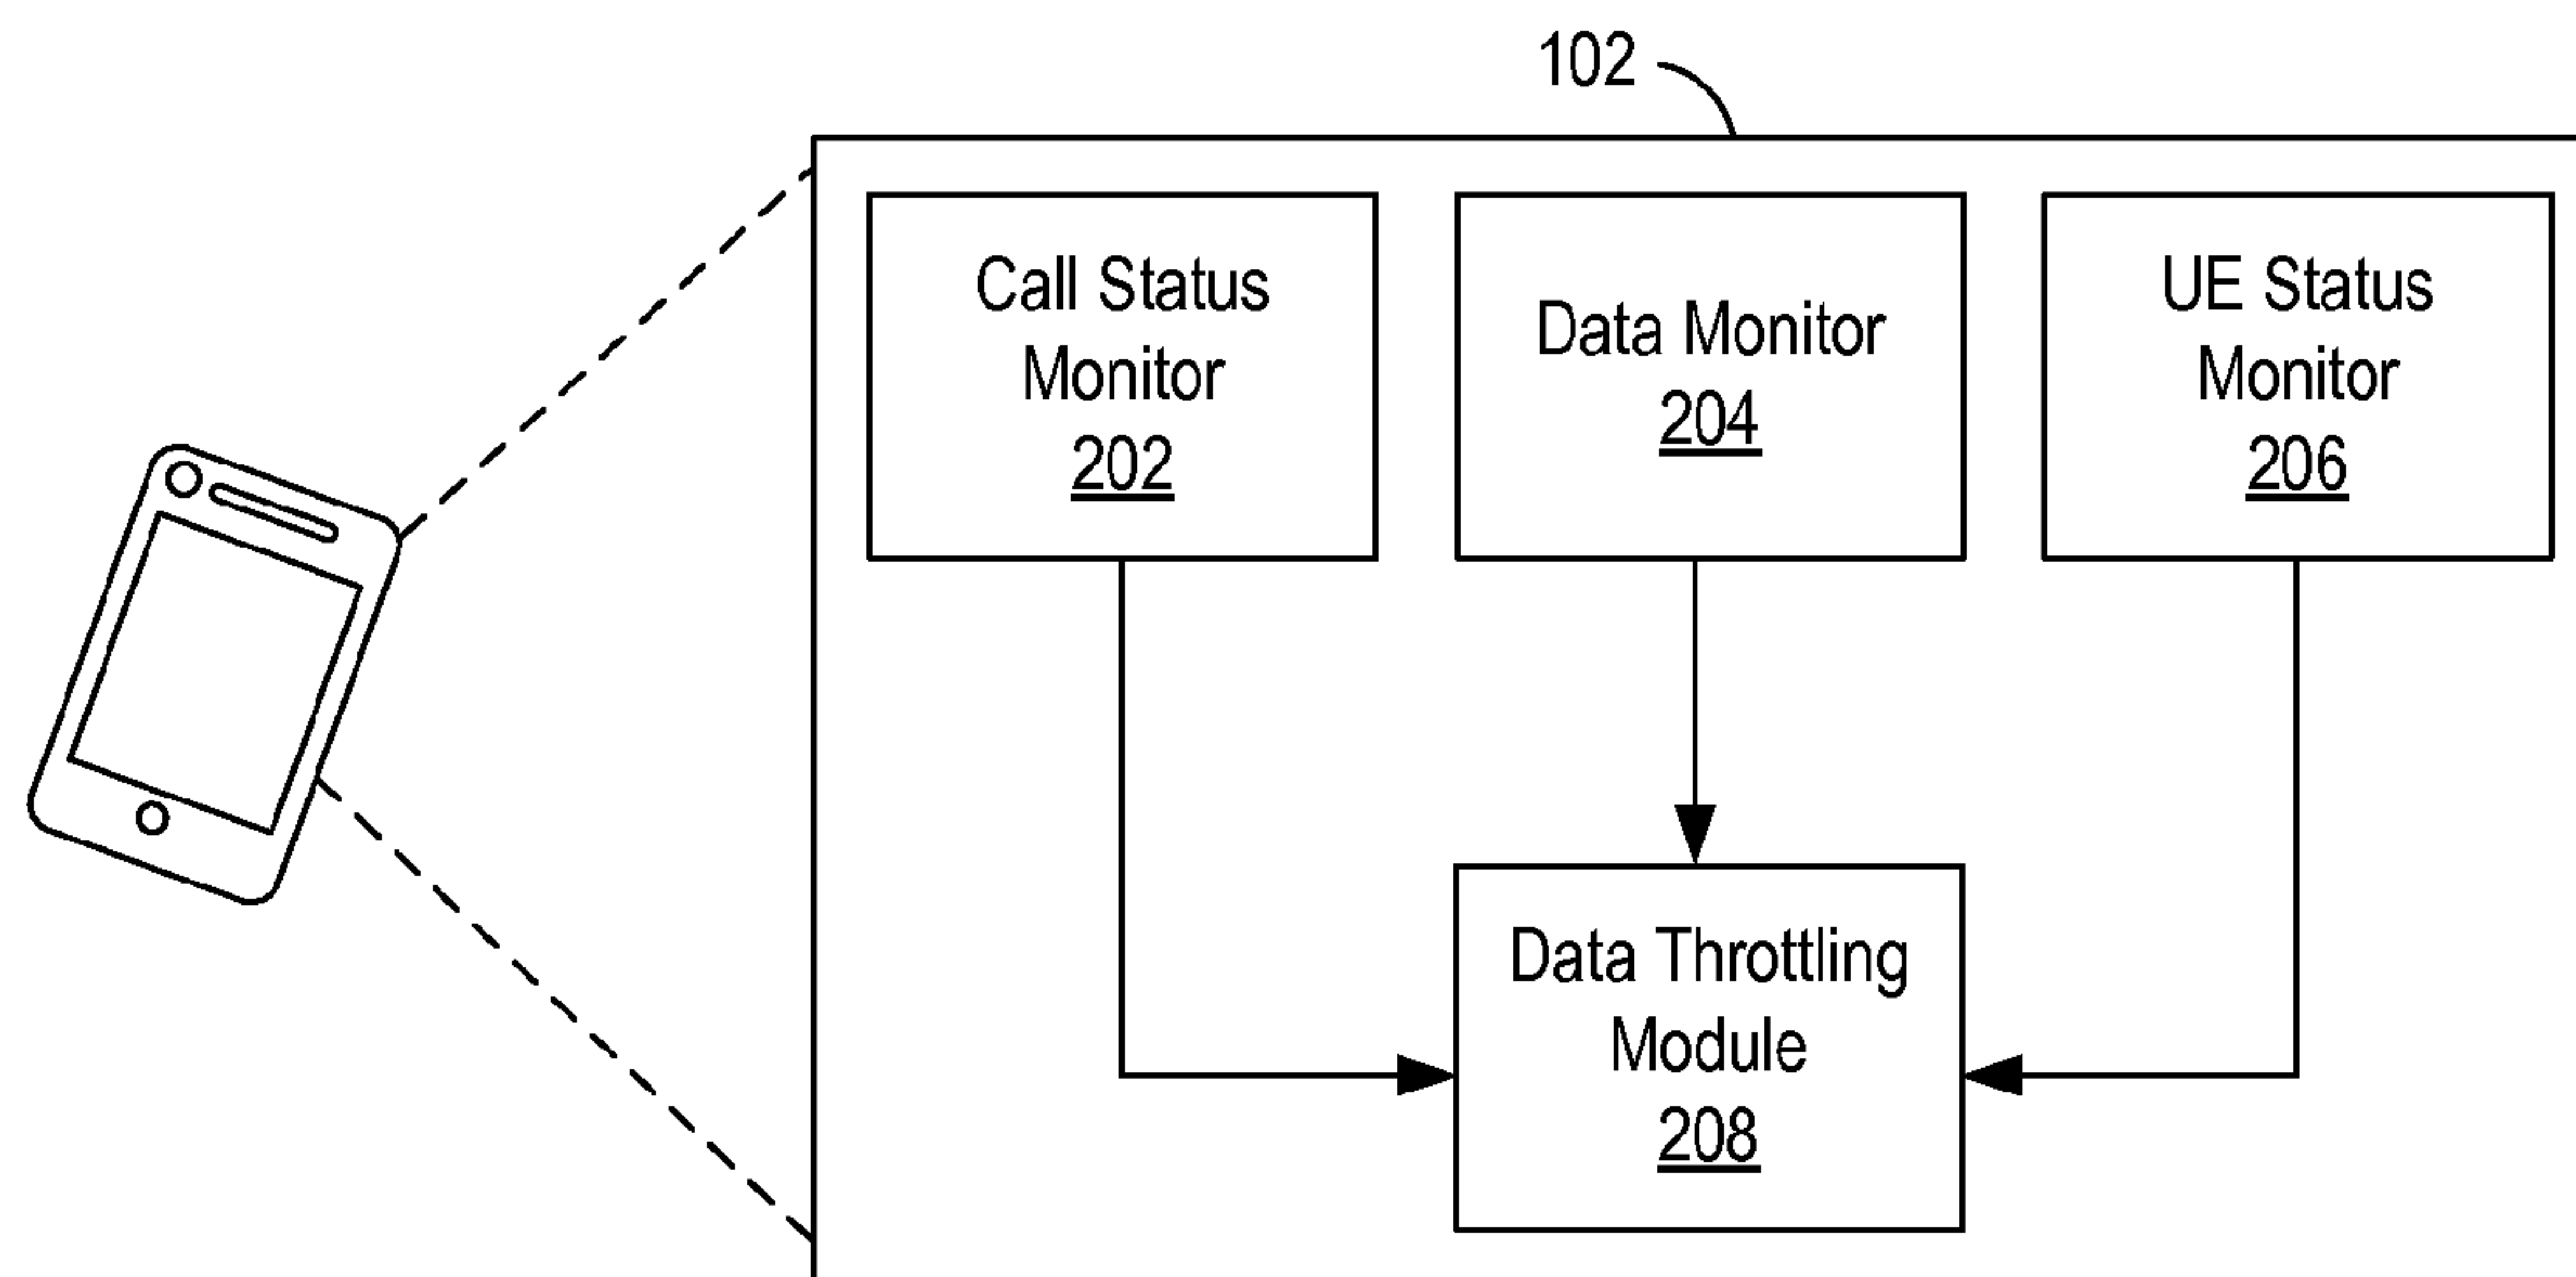 102
Call Status
Monitor
202
Data Monitor
204
UE Status
Monitor
206
Data Throttling
Module
208